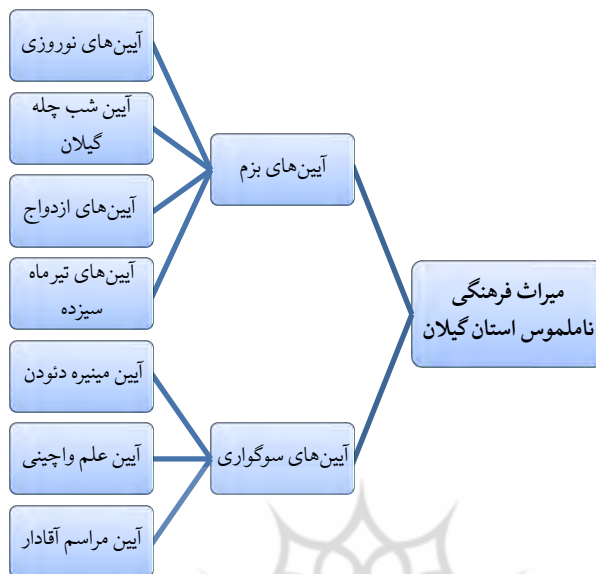 میراث فرهنگی
ناملموس استان گیلان
آیین‌های بزم
آیین‌های نوروزی
آیین شب چله
گیلان
آیین‌های ازدواج
آیین‌های تیرماه
سیزده
آیین‌های سوگواری
آیین مینیره دئودن
آیین علم واچینی
آیین مراسم آقادار